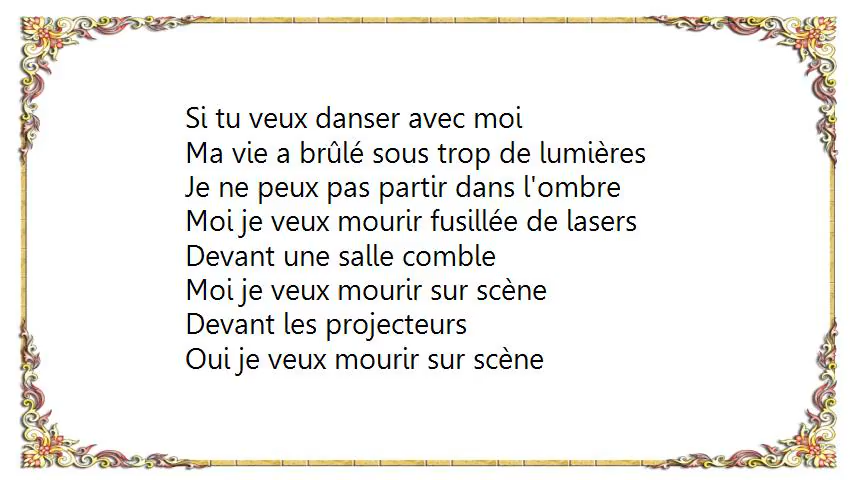 Si tu veux danser avec moi
Ma vie a brûlé sous trop de lumières
Je ne peux pas partir dans l'ombre
Moi je veux mourir fusillée de lasers
Devant une salle comble
Moi je veux mourir sur scène
Devant les projecteurs
Oui je veux mourir sur scène